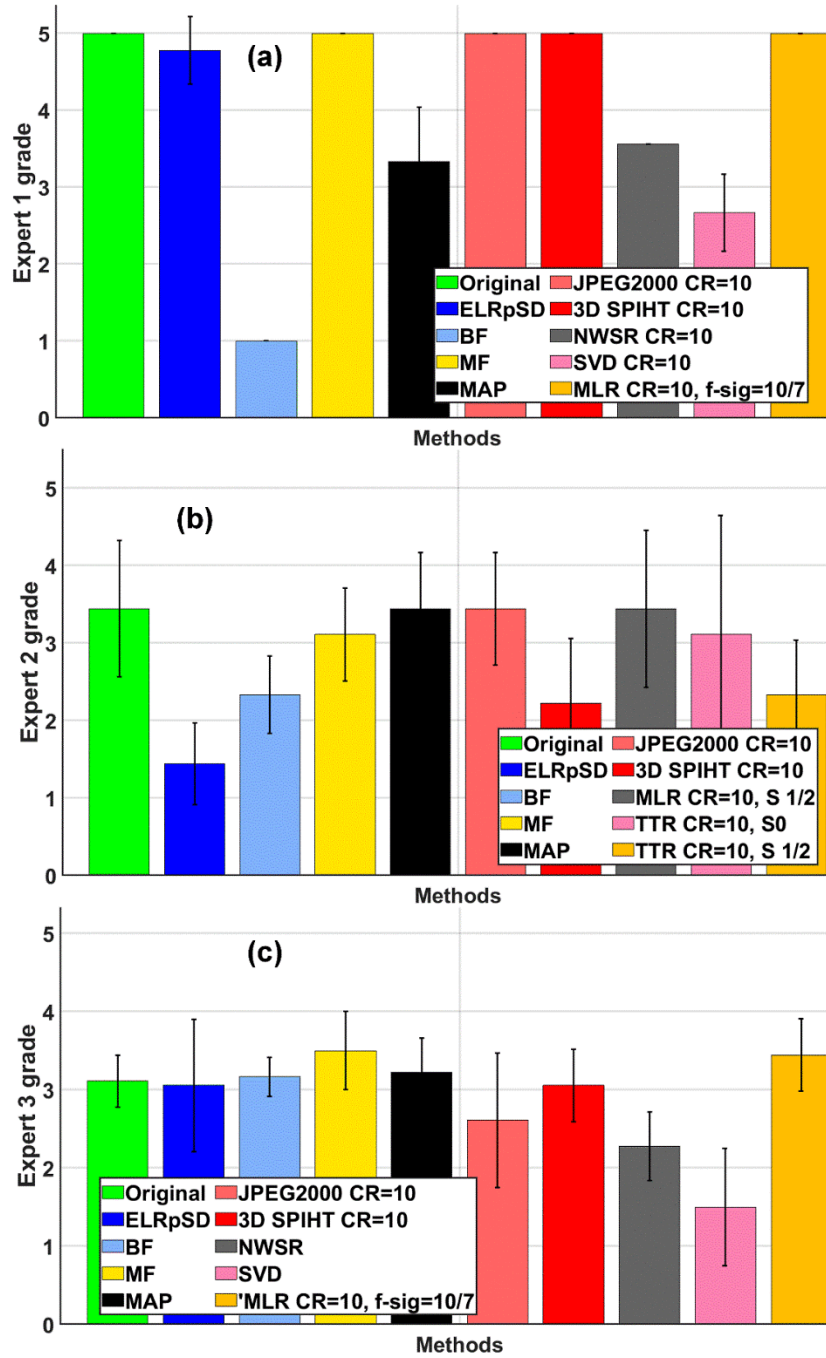 (a)
Expert 1 grade
5
4
3
2
1
0
Original JPEG2000 CR=10
ELRpSD 3D SPIHT CR=10
BF NWSR CR=10
MF SVD CR=10
MAP MLR CR=10, f-sig=10/7
Methods
(b)
Expert 2 grade
5
4
3
2
1
0
Original JPEG2000 CR=10
ELRpSD 3D SPIHT CR=10
BF MLR CR=10, S 1/2
MF TTR CR=10, S0
MAP TTR CR=10, S 1/2
Methods
(c)
Expert 3 grade
5
4
3
2
1
0
Original JPEG2000 CR=10
ELRpSD 3D SPIHT CR=10
BF NWSR
MF SVD
MAP 'MLR CR=10, f-sig=10/7
Methods